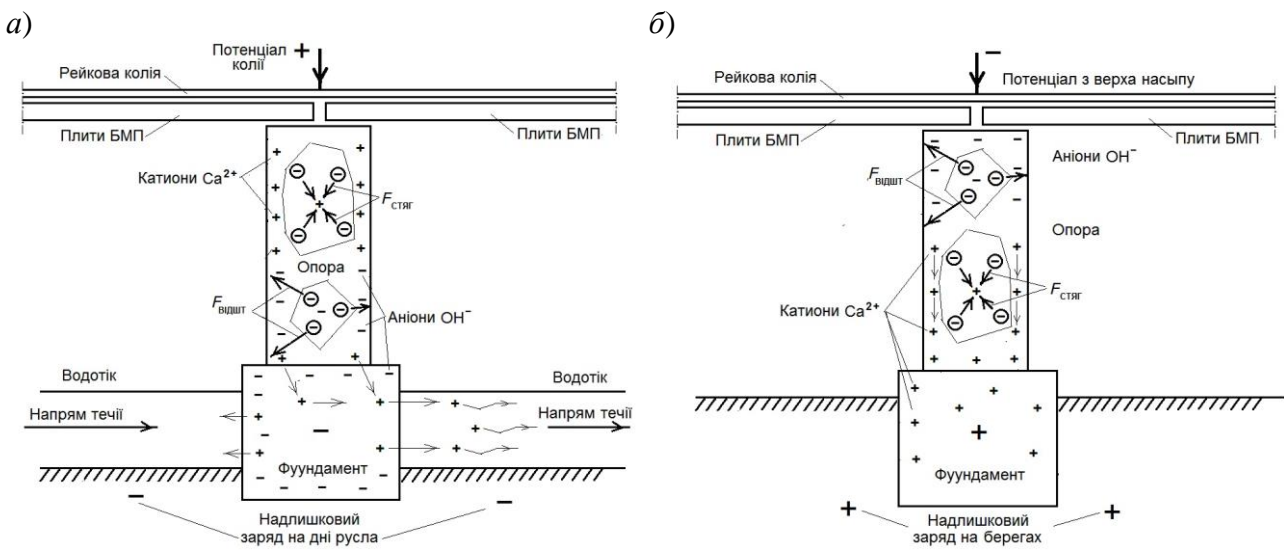 а)
Потенціал +
колії
Рейкова колія
Плити БМП
Плити БМП
Катиони Ca²⁺
Fстяг
Опора
Fвідшт
Аніони OH⁻
Водотік
Водотік
Напрям течії
Напрям течії
Фуундамент
Надлишковий
заряд на дні русла
б)
Рейкова колія
Потенціал з верха насыпу
Плити БМП
Плити БМП
Аніони OH⁻
Fвідшт
Опора
Fстяг
Катиони Ca²⁺
Фуундамент
Надлишковий
заряд на берегах